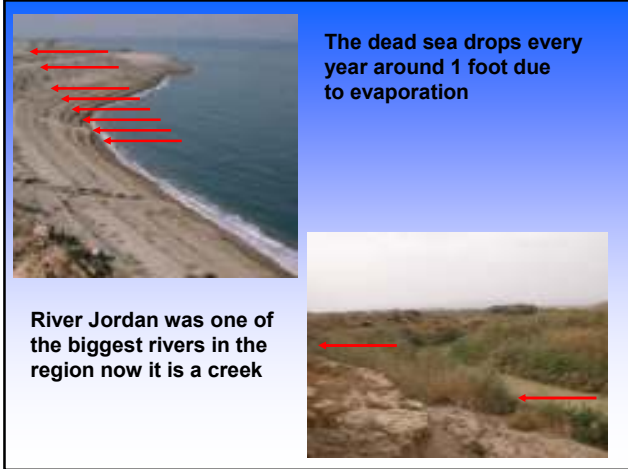 The dead sea drops every
year around 1 foot due
to evaporation
River Jordan was one of
the biggest rivers in the
region now it is a creek